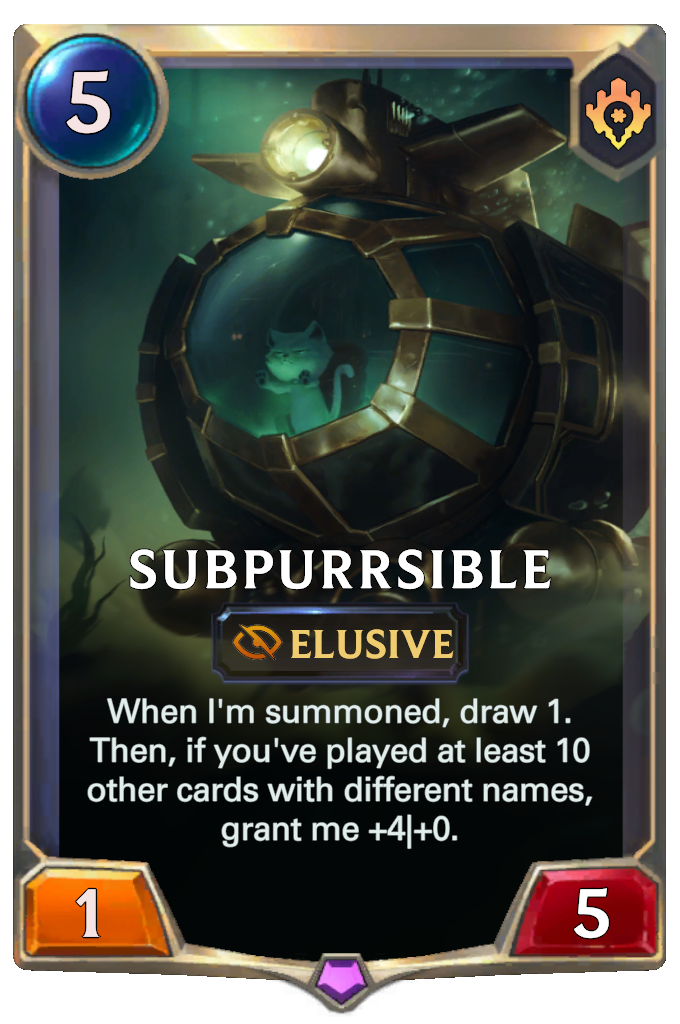 5
SUBPURRSIBLE
ELUSIVE
When I'm summoned, draw 1.
Then, if you've played at least 10
other cards with different names,
grant me +4|+0.
1
5